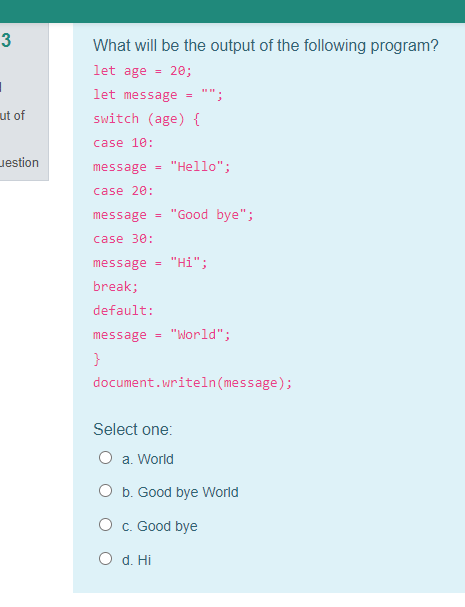 3
What will be the output of the following program?
let age = 20;
let message = "";
switch (age) {
ut of
case 10:
uestion
message = "Hello";
case 20:
message = "Good bye";
case 30:
message = "Hi";
break;
default:
message = "World";
}
document.writeln(message);
Select one:
a. World
b. Good bye World
c. Good bye
d. Hi